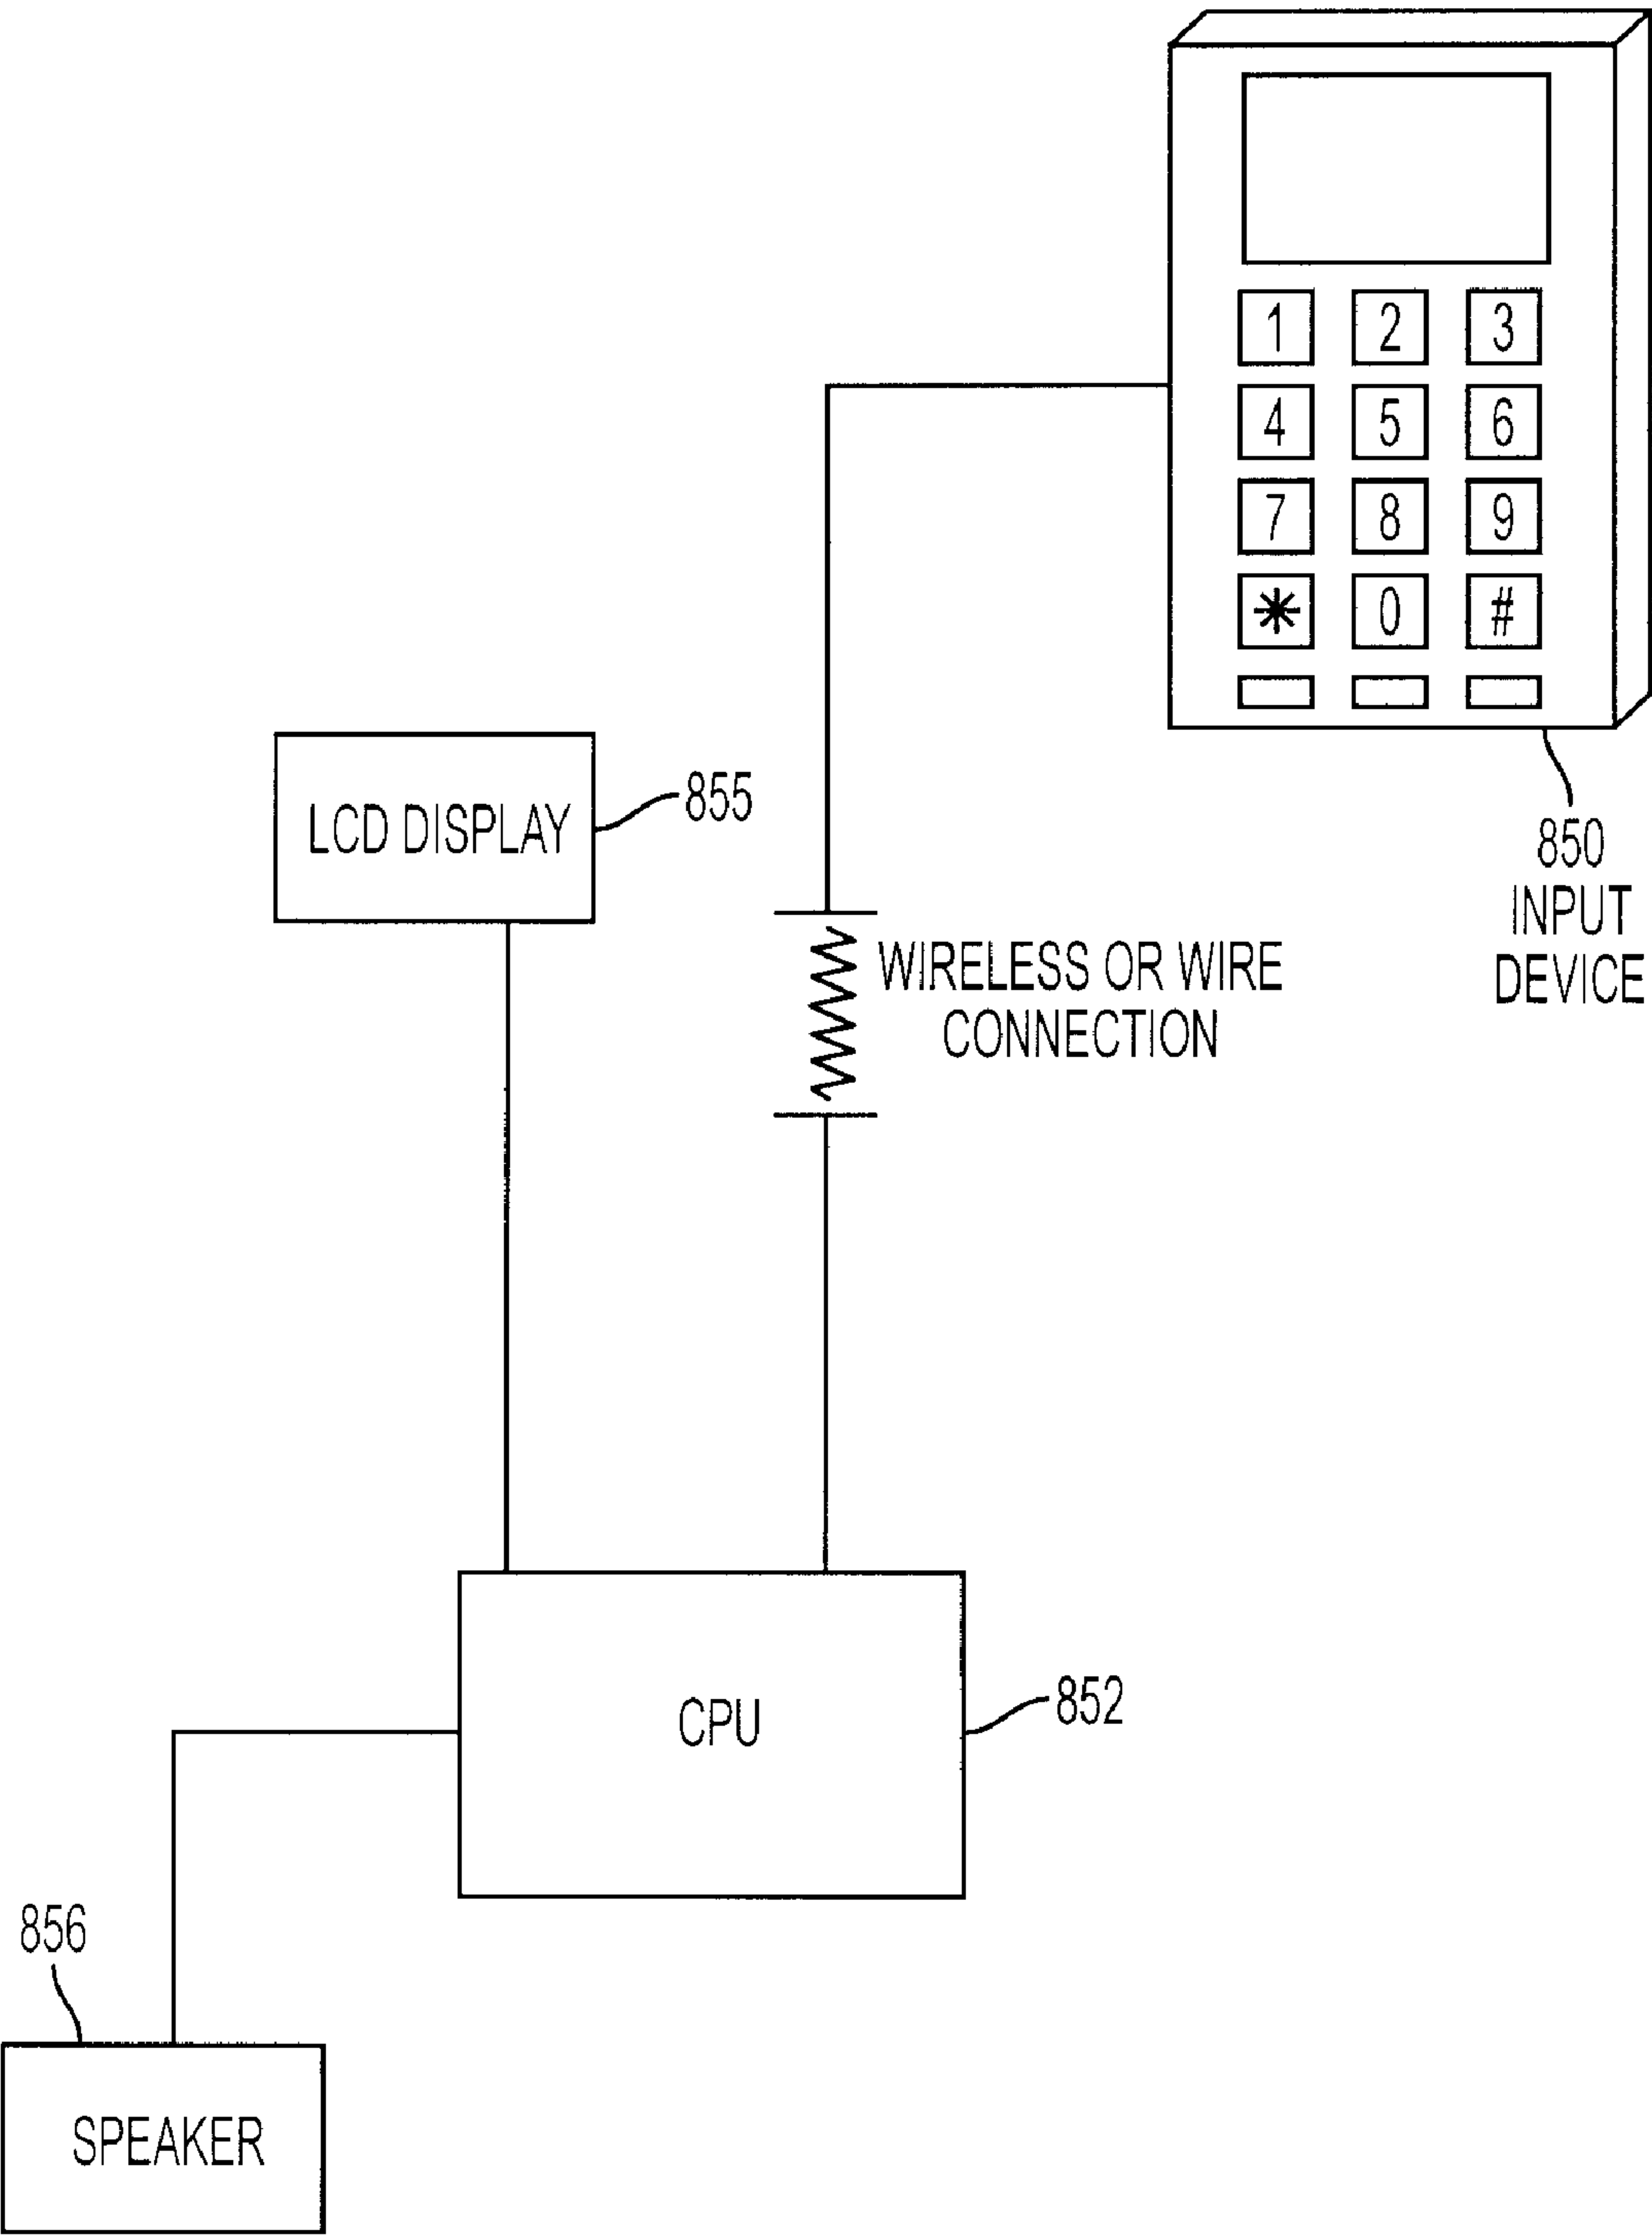 1 2 3
4 5 6
7 8 9
* 0 #
LCD DISPLAY
855
850
INPUT
DEVICE
WIRELESS OR WIRE
CONNECTION
CPU
852
856
SPEAKER